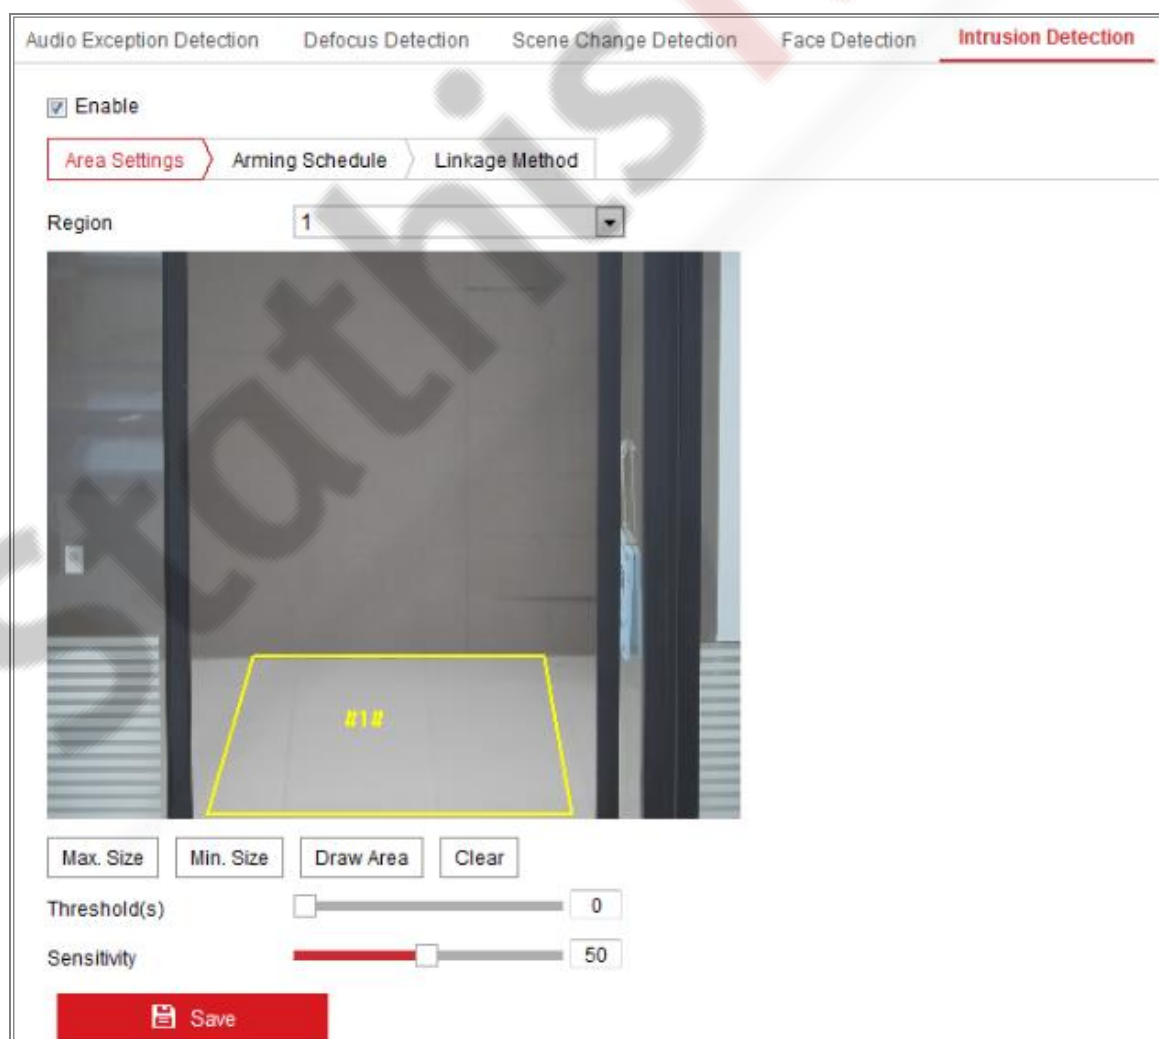 Audio Exception Detection Defocus Detection Scene Change Detection Face Detection Intrusion Detection
Enable
Area Settings Arming Schedule Linkage Method
Region 1
#1#
Max. Size Min. Size Draw Area Clear
Threshold(s) 0
Sensitivity 50
Save
Stathis